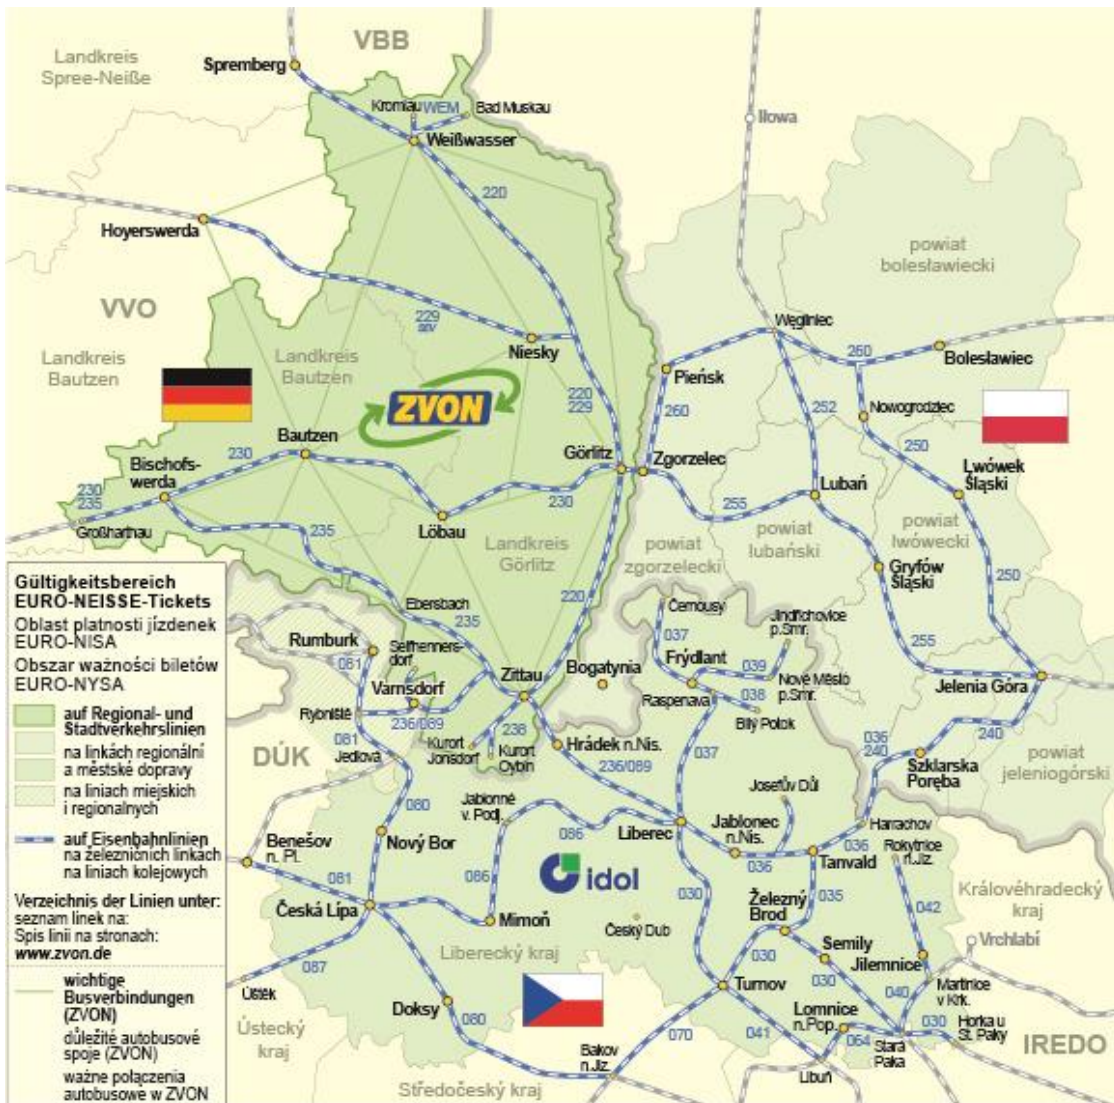 VBB
Landkreis
Spree-Neiße
Spremberg
Kromlau
WEM
Bad Muskau
Iłowa
Weißwasser
220
Hoyerswerda
powiat
bolesławiecki
VVO
229
SEV
Węgliniec
Landkreis
Bautzen
Landkreis
Bautzen
Niesky
260
Bolesławiec
Pieńsk
ZVON
220
229
260
252
Nowogrodziec
Bautzen
230
250
Bischofs-
werda
Görlitz
Zgorzelec
Lwówek
Śląski
230
235
230
Lubań
Großharthau
235
Löbau
255
Landkreis
Görlitz
powiat
zgorzelecki
powiat
lubański
powiat
lwówecki
Gryfów
Śląski
250
220
Ebersbach
235
Černousy
Jindřichovice
p.Smr.
Rumburk
081
Seifhenners-
dorf
037
Frýdlant
039
255
Zittau
Bogatynia
Varnsdorf
Raspenava
Nové Město
p.Smr.
038
Jelenia Góra
Rybniště
236/089
238
Bílý Potok
081
Kurort
Jonsdorf
Kurort
Oybin
Hrádek n.Nis.
036
240
240
DÚK
Jedlová
236/089
037
Szklarska
Poręba
powiat
jeleniogórski
080
Jablonné
v. Podj.
Josefův Důl
Benešov
n. Pl.
Nový Bor
086
Liberec
Jablonec
n.Nis.
Harrachov
036
Tanvald
036
Rokytnice
n.Jiz.
081
086
idol
030
035
Královéhradecký
kraj
Česká Lípa
Mimoň
Český Dub
Železný
Brod
042
Liberecký kraj
030
Semily
Vrchlabí
087
Jilemnice
Úštěk
Doksy
Turnov
030
Martinice
v Krk.
040
Ústecký
kraj
080
070
041
Lomnice
n.Pop.
064
030
Horka u
St. Paky
Stará
Paka
IREDO
Bakov
n.Jiz.
Libuň
Středočeský kraj
Gültigkeitsbereich
EURO-NEISSE-Tickets
Oblast platnosti jízdenek
EURO-NISA
Obszar ważności biletów
EURO-NYSA
auf Regional- und
Stadtverkehrslinien
na linkách regionální
a městské dopravy
na liniach miejskich
i regionalnych
auf Eisenbahnlinien
na železničních linkách
na liniach kolejowych
Verzeichnis der Linien unter:
seznam linek na:
Spis linii na stronach:
www.zvon.de
wichtige
Busverbindungen
(ZVON)
důležité autobusové
spoje (ZVON)
ważne połączenia
autobusowe w ZVON